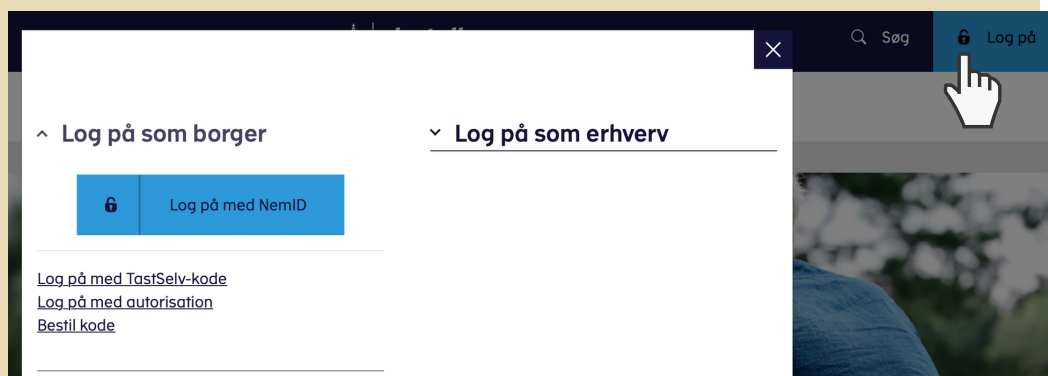 Søg
Log på
Log på som borger
Log på med NemID
Log på med TastSelv-kode
Log på med autorisation
Bestil kode
Log på som erhverv